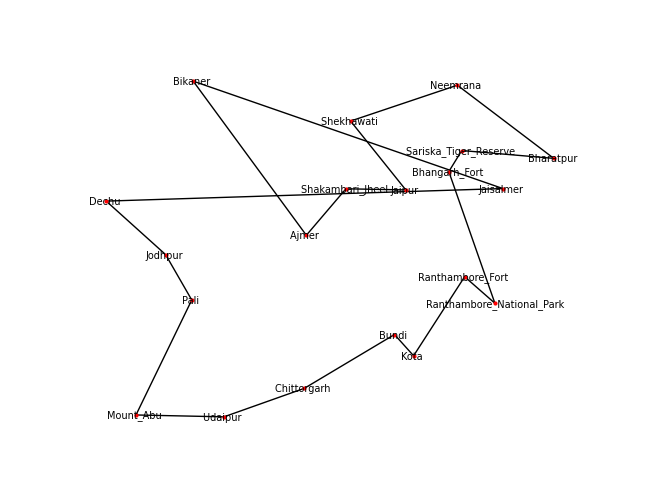 Bikaner
Neemrana
Shekhawati
Sariska_Tiger_Reserve
Bharatpur
Bhangarh_Fort
Shakambari_Jheel
Jaipur
Jaisalmer
Dechu
Ajmer
Jodhpur
Ranthambore_Fort
Pali
Ranthambore_National_Park
Bundi
Kota
Chittorgarh
Mount_Abu
Udaipur